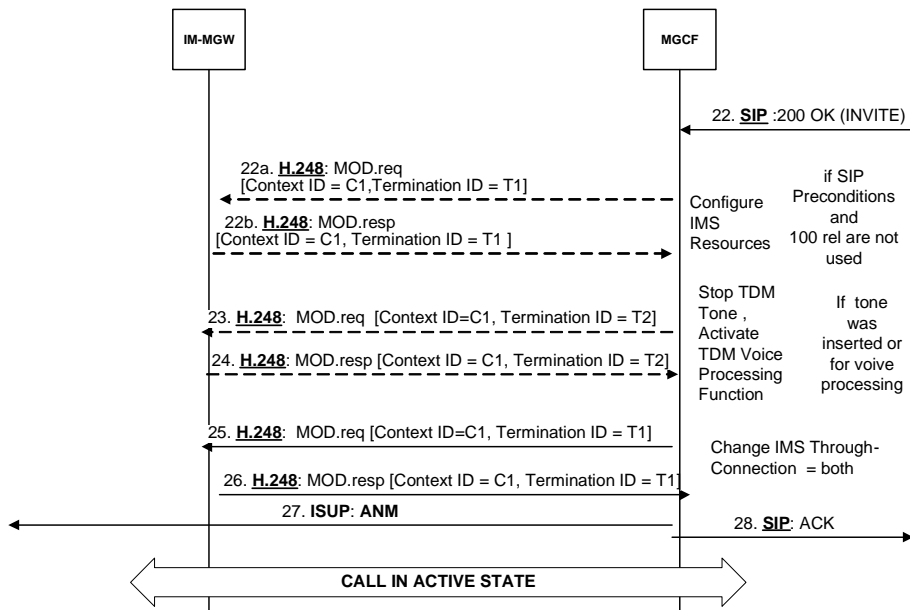 IM-MGW
MGCF
22. SIP :200 OK (INVITE)
22a. H.248: MOD.req
[Context ID = C1,Termination ID = T1]
22b. H.248: MOD.resp
[Context ID = C1, Termination ID = T1 ]
Configure
IMS
Resources
if SIP
Preconditions
and
100 rel are not
used
23. H.248: MOD.req [Context ID=C1, Termination ID = T2]
24. H.248: MOD.resp [Context ID = C1, Termination ID = T2]
Stop TDM
Tone ,
Activate
TDM Voice
Processing
Function
If tone
was
inserted or
for voive
processing
25. H.248: MOD.req [Context ID=C1, Termination ID = T1]
26. H.248: MOD.resp [Context ID = C1, Termination ID = T1]
Change IMS Through-
Connection = both
27. ISUP: ANM
28. SIP: ACK
CALL IN ACTIVE STATE